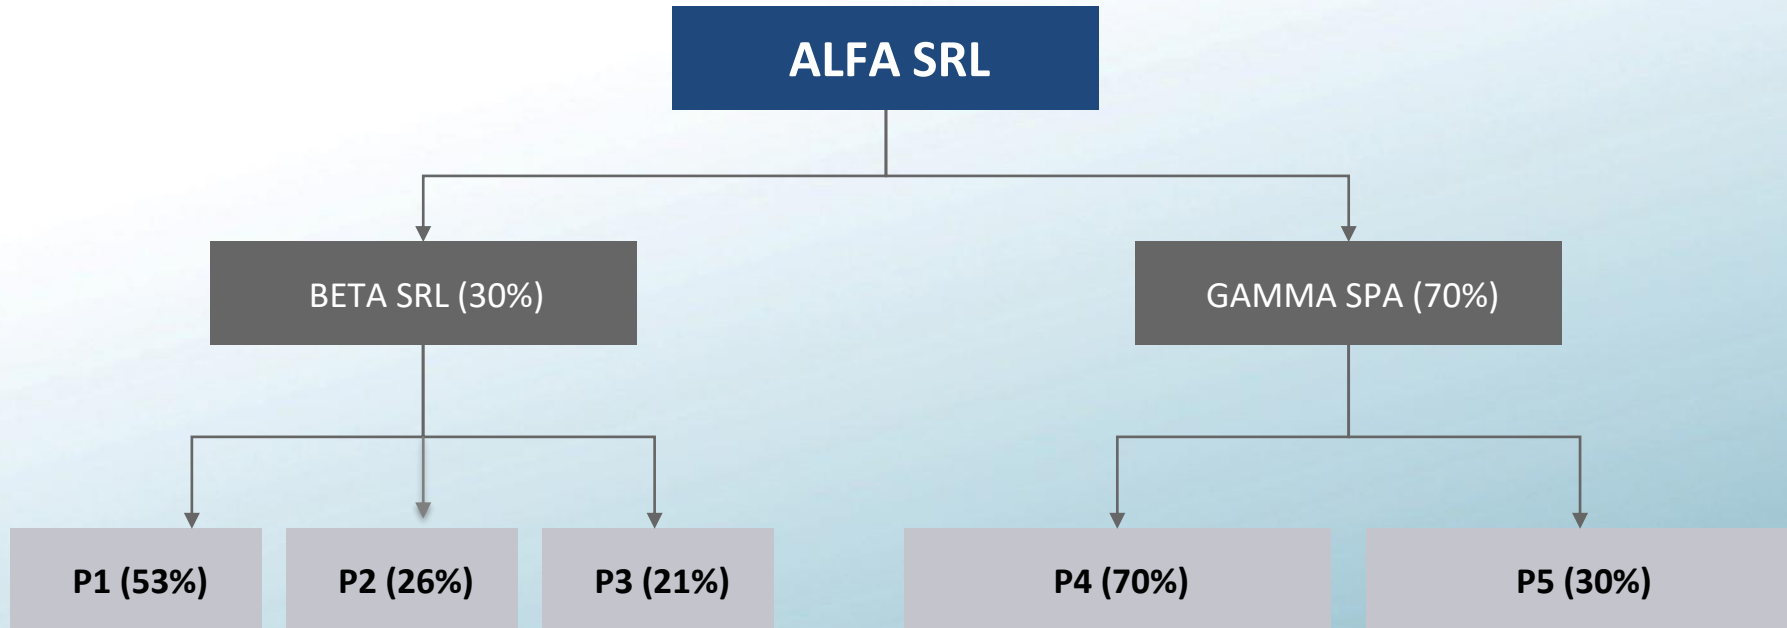 ALFA SRL
BETA SRL (30%)
GAMMA SPA (70%)
P1 (53%)
P2 (26%)
P3 (21%)
P4 (70%)
P5 (30%)